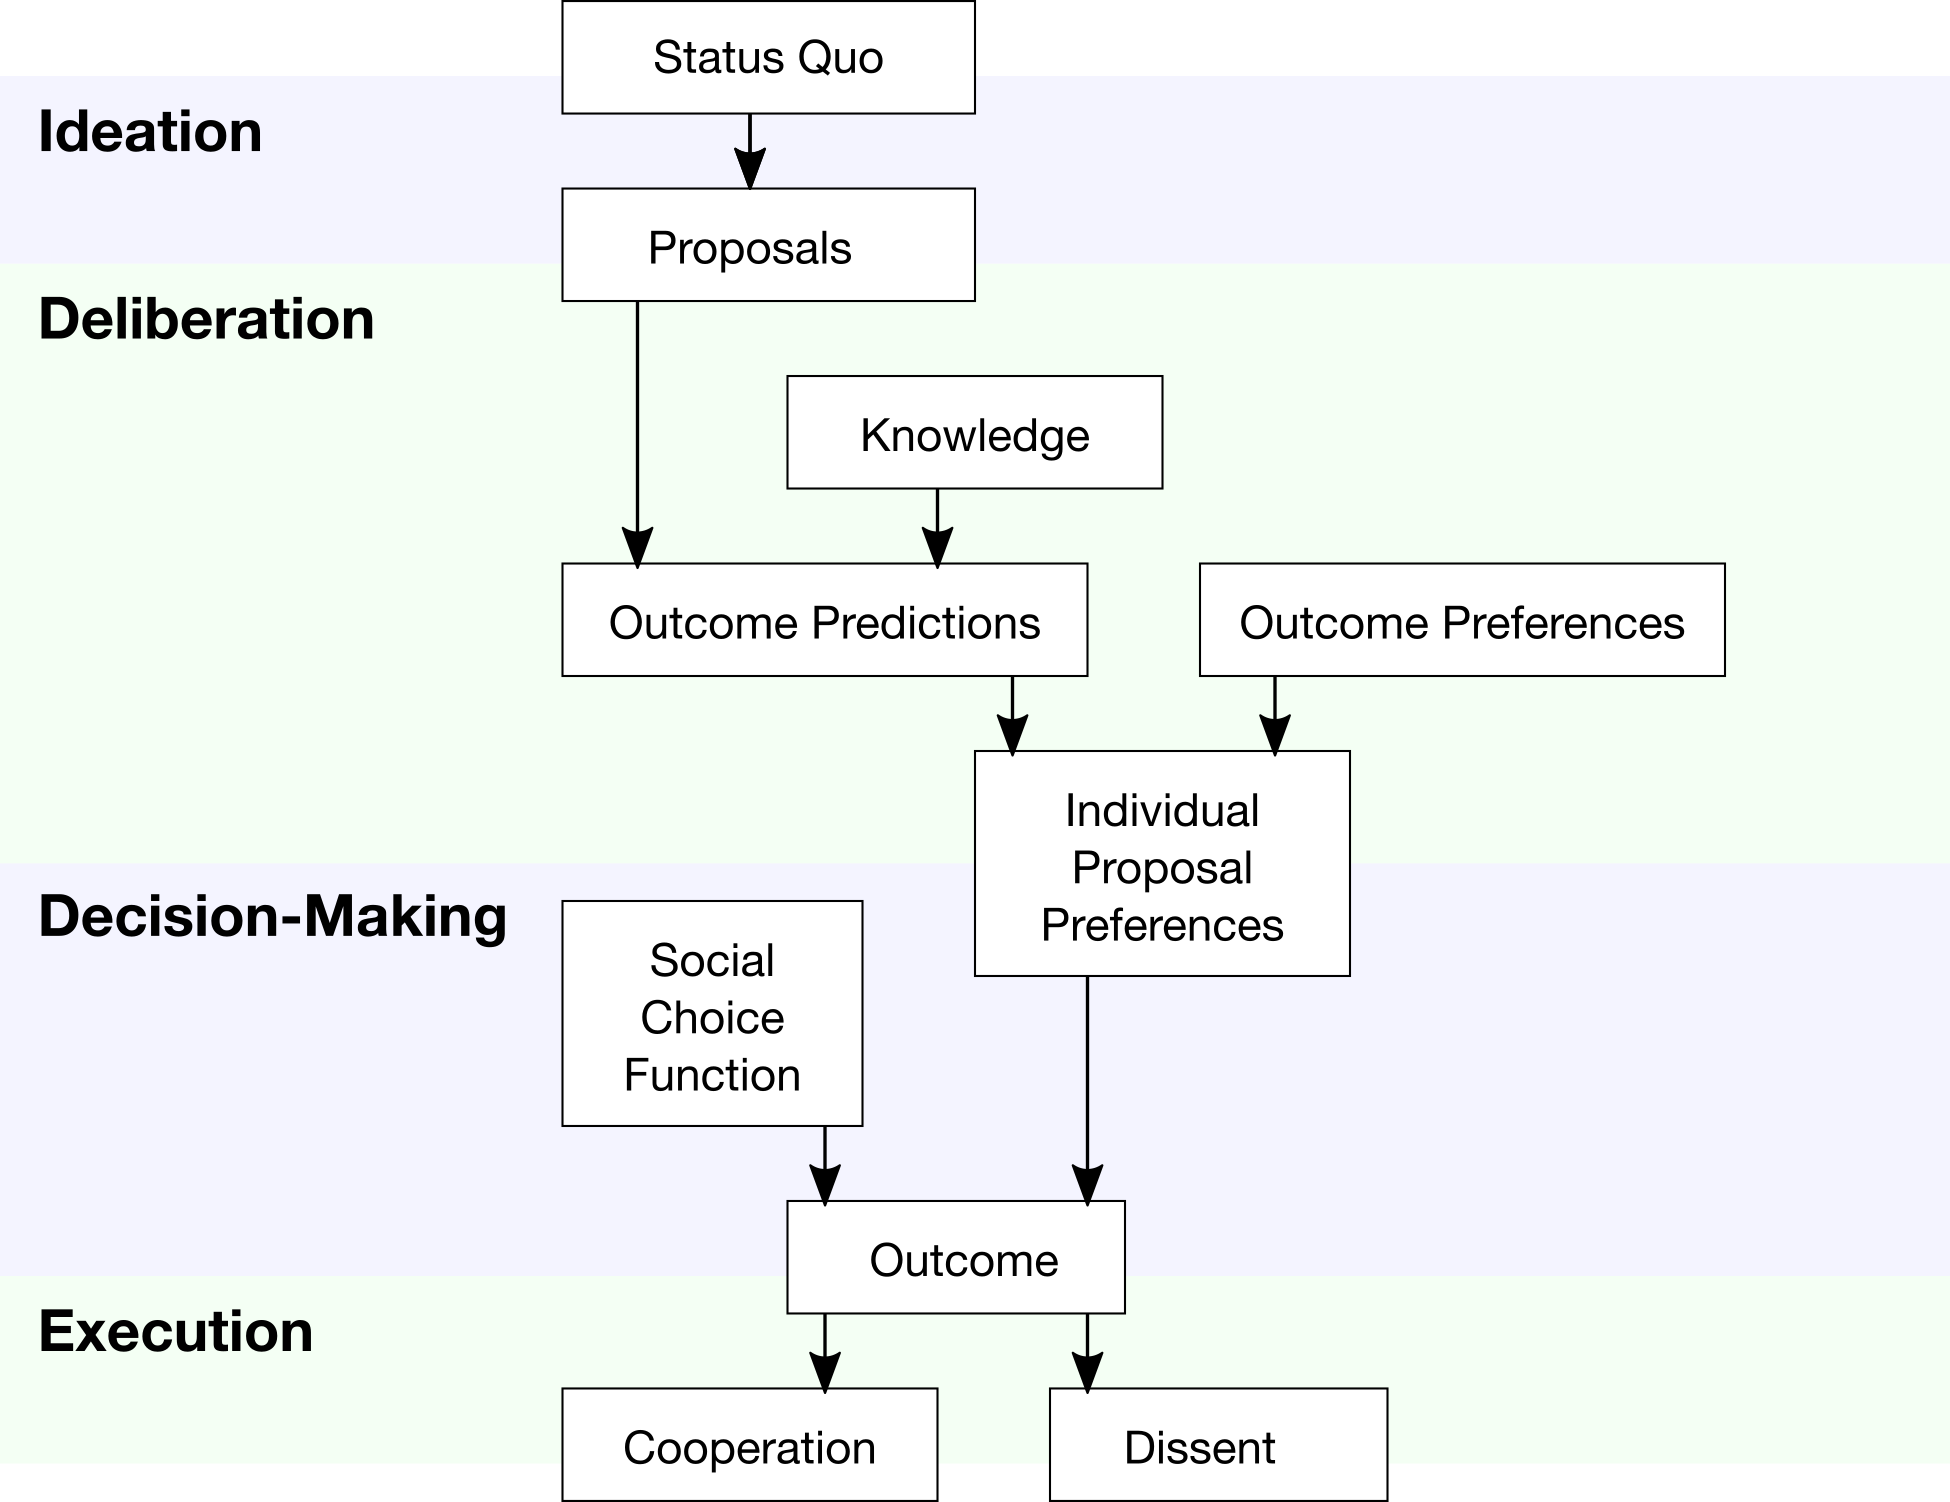 Status Quo
Ideation
Proposals
Deliberation
Knowledge
Outcome Predictions
Outcome Preferences
Individual
Proposal
Preferences
Decision-Making
Social
Choice
Function
Outcome
Execution
Cooperation
Dissent